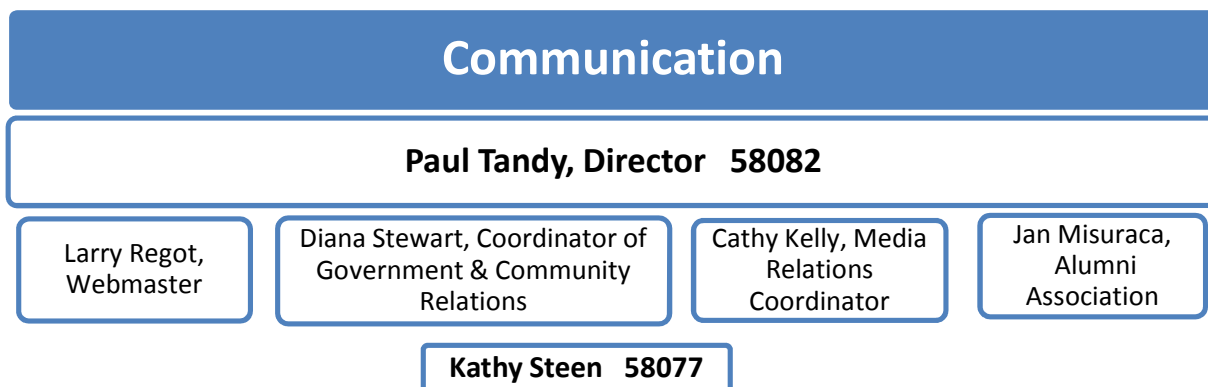 Communication
Paul Tandy, Director 58082
Larry Regot,
Webmaster
Diana Stewart, Coordinator of
Government & Community
Relations
Cathy Kelly, Media
Relations
Coordinator
Jan Misuraca,
Alumni
Association
Kathy Steen 58077